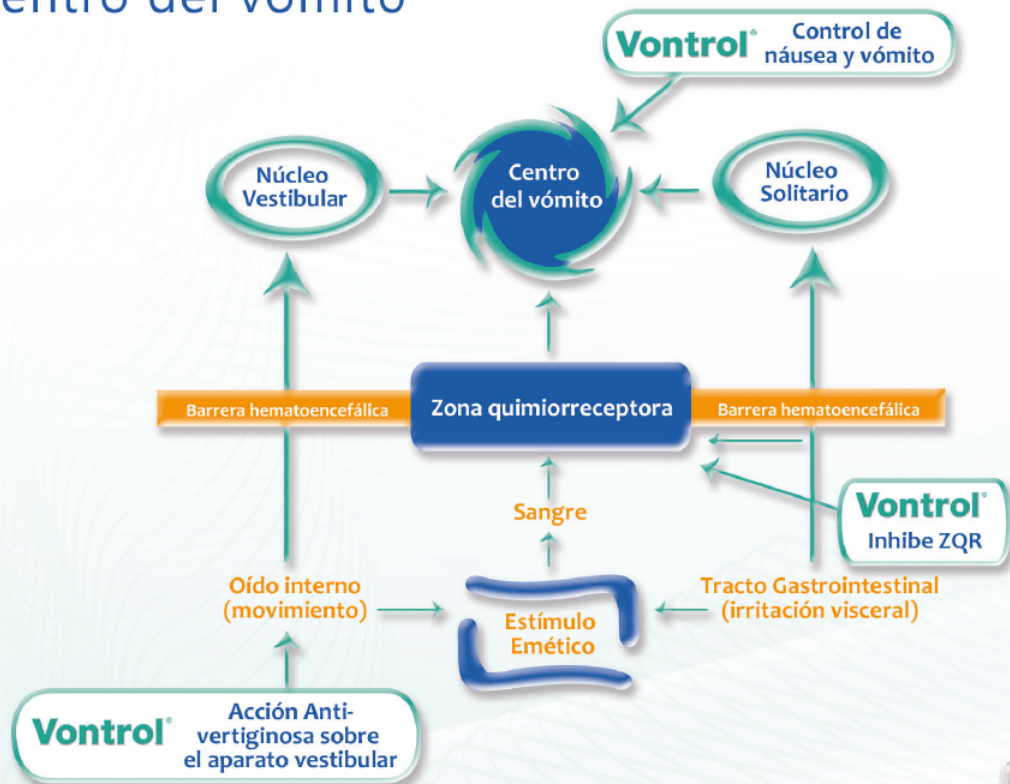 entro del vómito
Vontrol®
Control de
náusea y vómito
Núcleo
Vestibular
Centro
del vómito
Núcleo
Solitario
Barrera hematoencefálica
Zona quimiorreceptora
Barrera hematoencefálica
Sangre
Vontrol®
Inhibe ZQR
Oído interno
(movimiento)
Estímulo
Emético
Tracto Gastrointestinal
(irritación visceral)
Vontrol®
Acción Anti-
vertiginosa sobre
el aparato vestibular